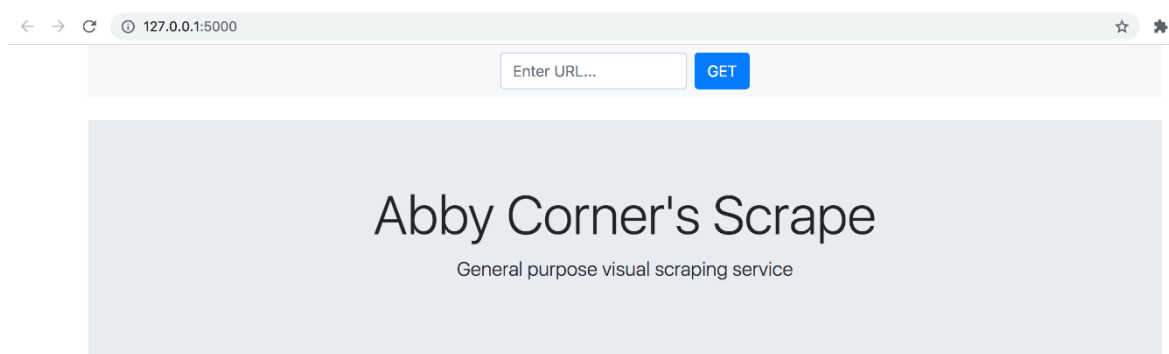 127.0.0.1:5000
Enter URL... GET
Abby Corner's Scrape
General purpose visual scraping service